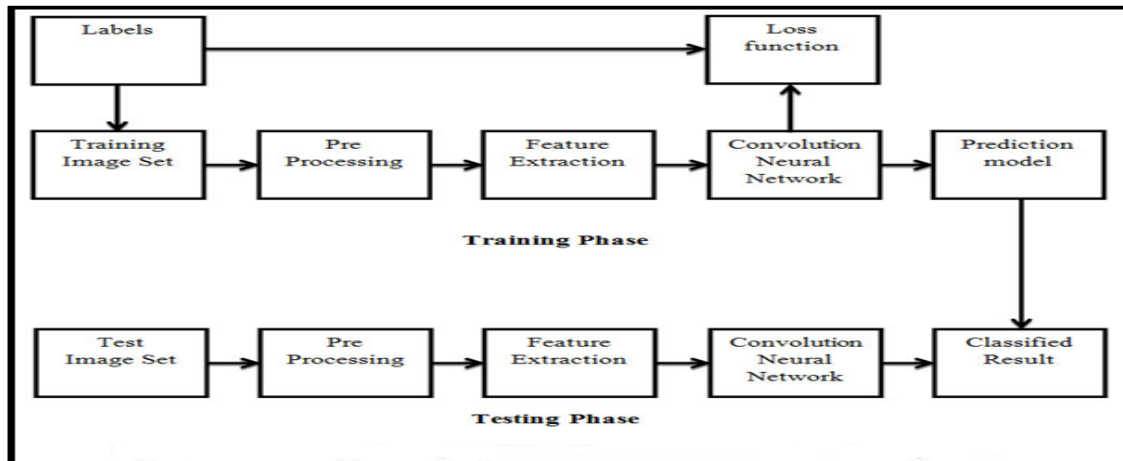 Labels
Loss
function
Training
Image Set
Pre
Processing
Feature
Extraction
Convolution
Neural
Network
Prediction
model
Training Phase
Test
Image Set
Pre
Processing
Feature
Extraction
Convolution
Neural
Network
Classified
Result
Testing Phase